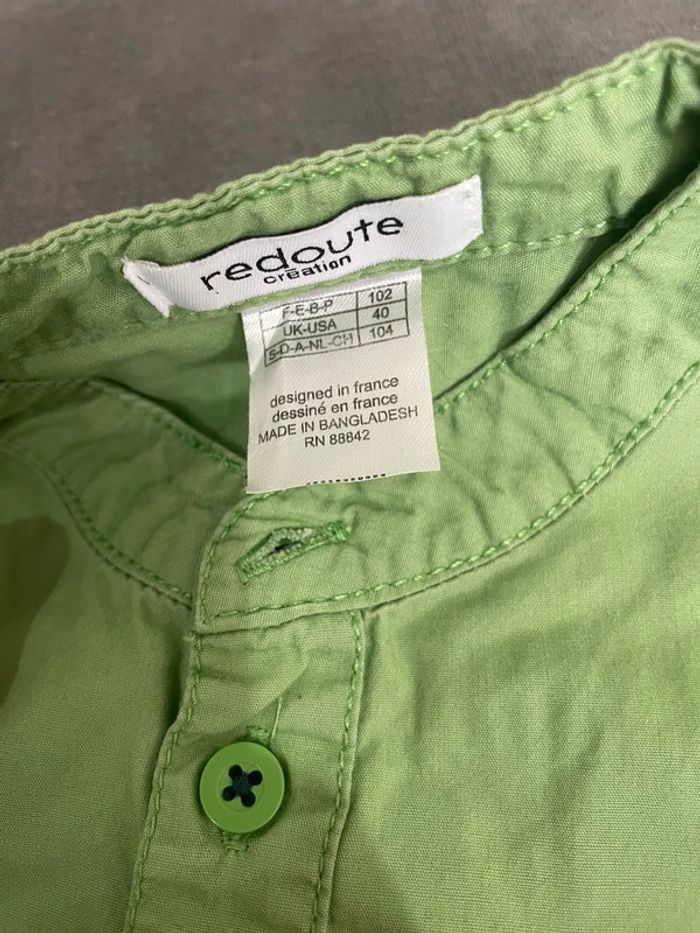 redoute
création
F-E-B-P 102
UK-USA 40
S-D-A-NL-CH 104
designed in france
dessiné en france
MADE IN BANGLADESH
RN 88842